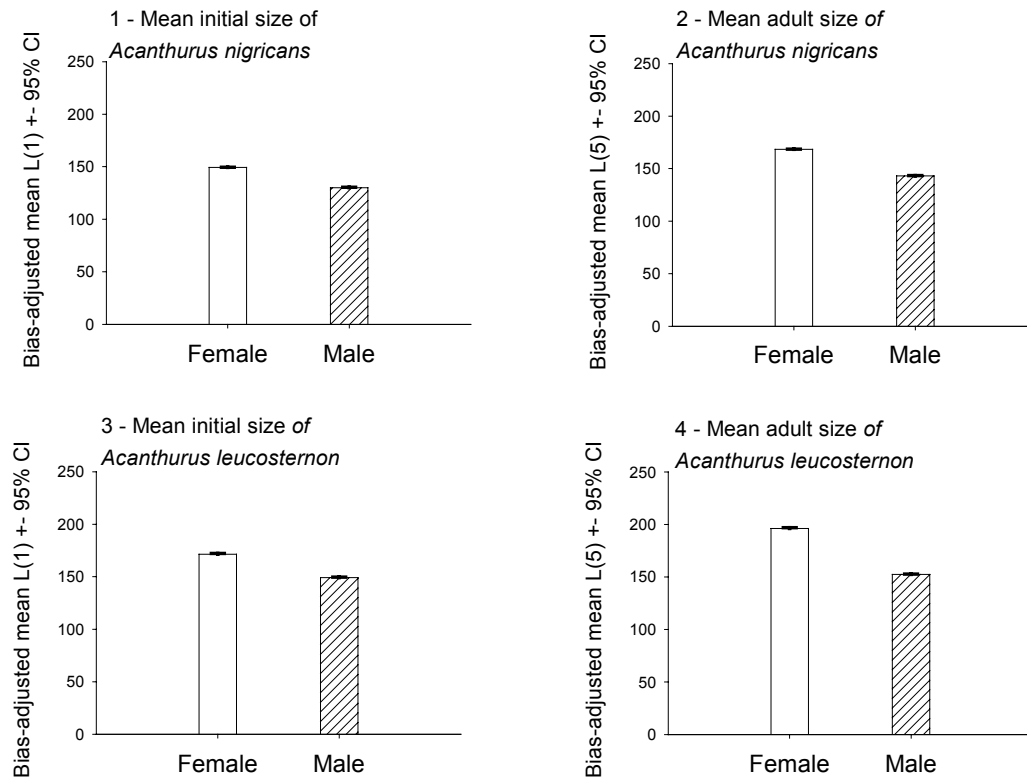 1 - Mean initial size of
Acanthurus nigricans
Bias-adjusted mean L(1) +- 95% CI
250
200
150
100
50
0
Female Male
2 - Mean adult size of
Acanthurus nigricans
Bias-adjusted mean L(5) +- 95% CI
250
200
150
100
50
0
Female Male
3 - Mean initial size of
Acanthurus leucosternon
Bias-adjusted mean L(1) +- 95% CI
250
200
150
100
50
0
Female Male
4 - Mean adult size of
Acanthurus leucosternon
Bias-adjusted mean L(5) +- 95% CI
250
200
150
100
50
0
Female Male